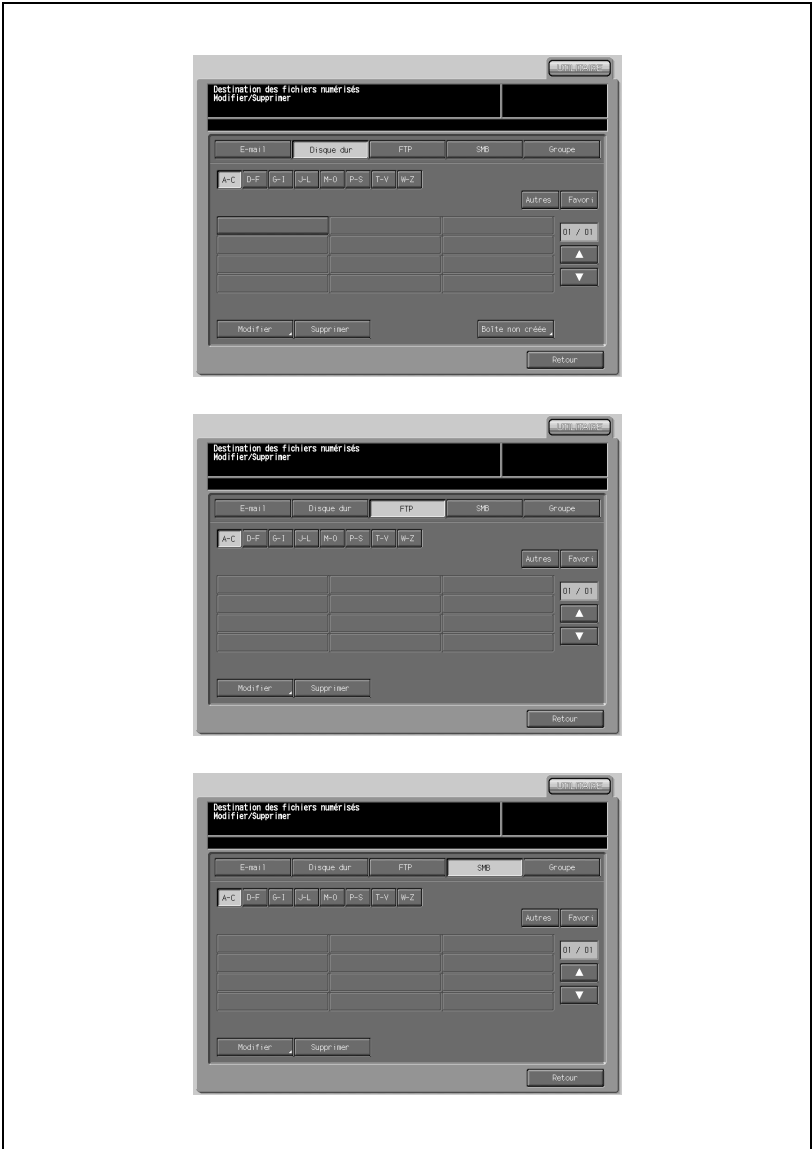 UTILITAIRE
Destination des fichiers numérisés
Modifier/Supprimer
E-mail Disque dur FTP SMB Groupe
A-C D-F G-I J-L M-O P-S T-V W-Z
Autres Favori
01 / 01
Modifier Supprimer Boîte non créée
Retour
UTILITAIRE
Destination des fichiers numérisés
Modifier/Supprimer
E-mail Disque dur FTP SMB Groupe
A-C D-F G-I J-L M-O P-S T-V W-Z
Autres Favori
01 / 01
Modifier Supprimer
Retour
UTILITAIRE
Destination des fichiers numérisés
Modifier/Supprimer
E-mail Disque dur FTP SMB Groupe
A-C D-F G-I J-L M-O P-S T-V W-Z
Autres Favori
01 / 01
Modifier Supprimer
Retour